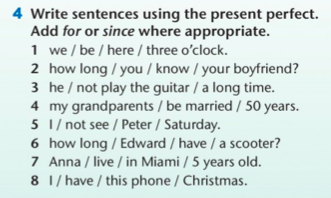 4 Write sentences using the present perfect.
Add for or since where appropriate.
1 we / be / here / three o'clock.
2 how long / you / know / your boyfriend?
3 he / not play the guitar / a long time.
4 my grandparents / be married / 50 years.
5 I / not see / Peter / Saturday.
6 how long / Edward / have / a scooter?
7 Anna / live / in Miami / 5 years old.
8 I / have / this phone / Christmas.